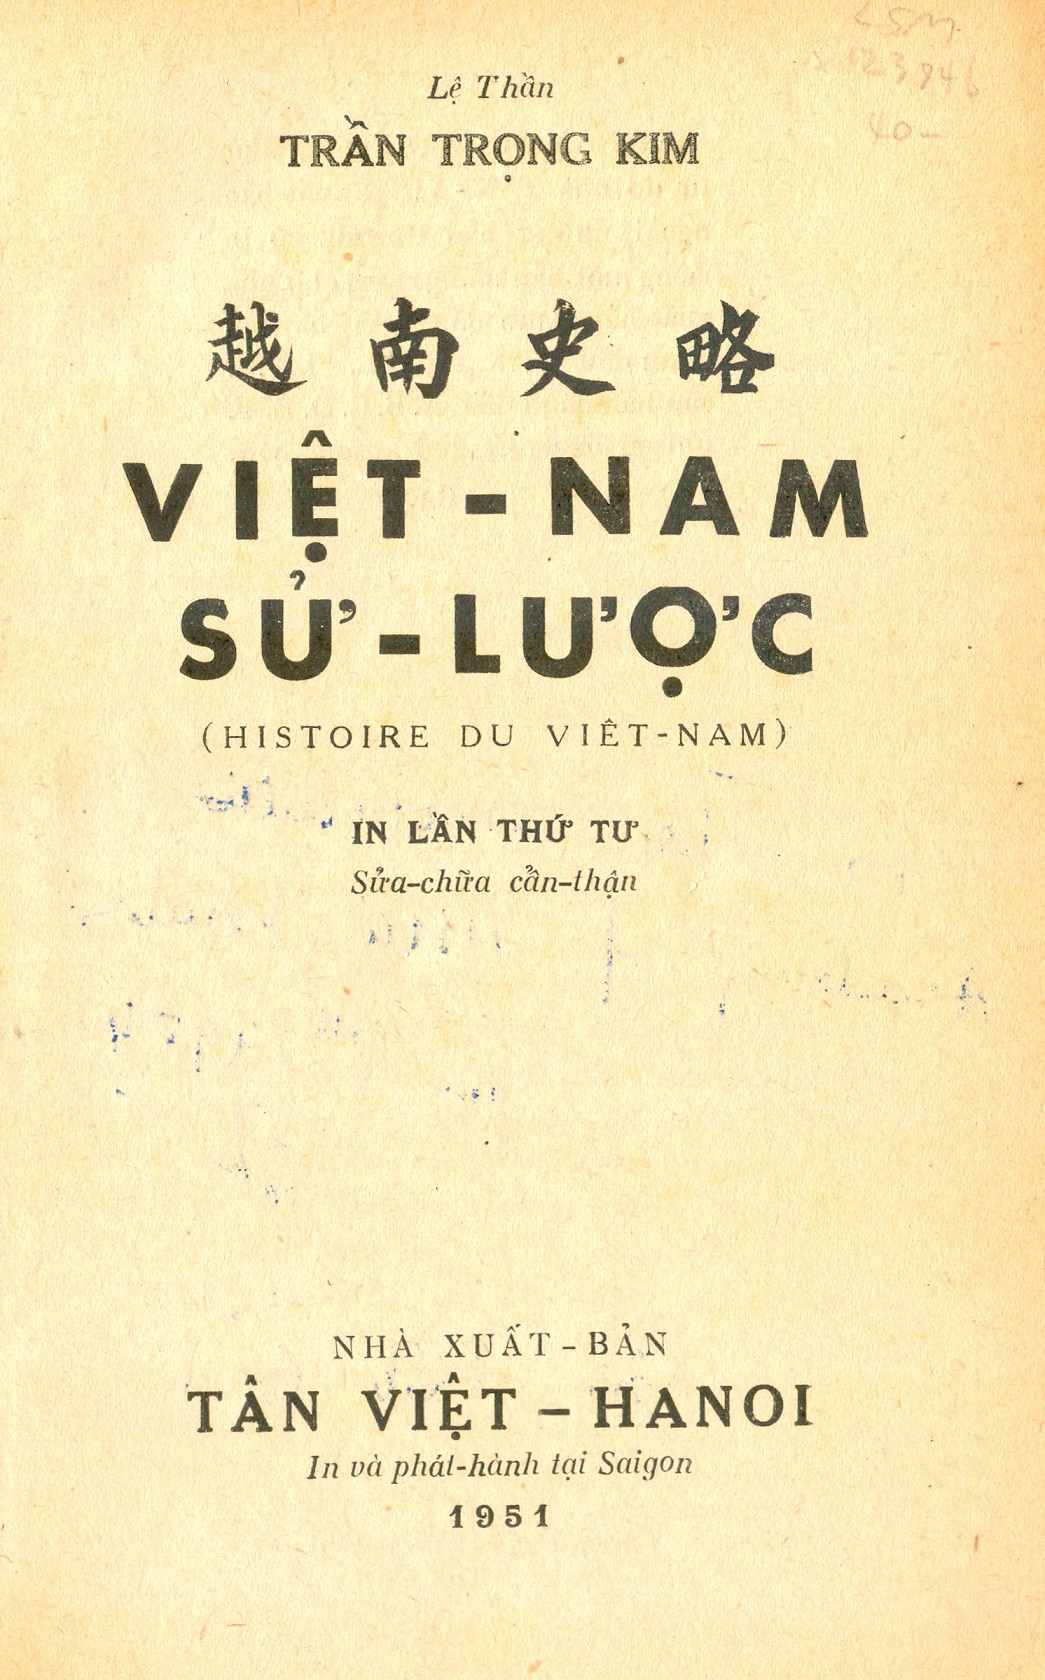 Lệ Thần
TRẦN TRỌNG KIM
越南史略
VIỆT-NAM
SỬ-LƯỢC
(HISTOIRE DU VIÊT-NAM)
IN LẦN THỨ TƯ
Sửa-chữa cẩn-thận
NHÀ XUẤT-BẢN
TÂN VIỆT – HANOI
In và phát-hành tại Saigon
1951